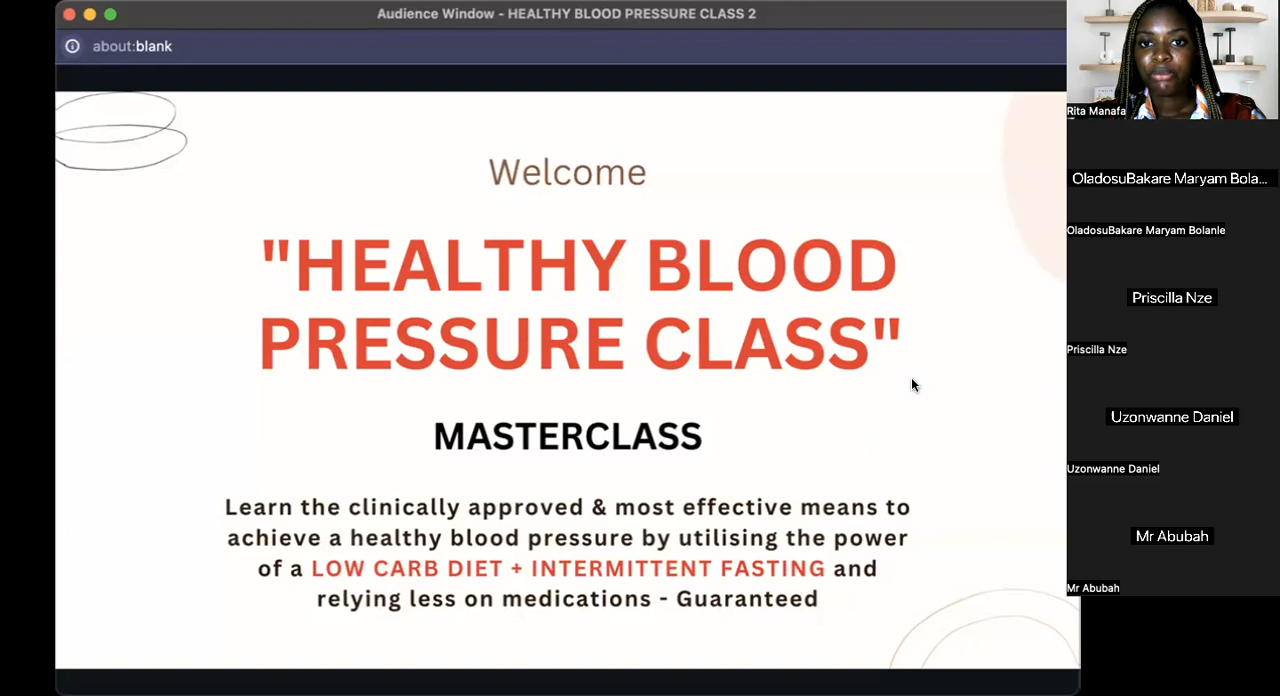 Audience Window - HEALTHY BLOOD PRESSURE CLASS 2
about:blank
Welcome
"HEALTHY BLOOD
PRESSURE CLASS"
MASTERCLASS
Learn the clinically approved & most effective means to
achieve a healthy blood pressure by utilising the power
of a LOW CARB DIET + INTERMITTENT FASTING and
relying less on medications - Guaranteed
Rita Manafa
OladosuBakare Maryam Bola...
OladosuBakare Maryam Bolanle
Priscilla Nze
Priscilla Nze
Uzonwanne Daniel
Uzonwanne Daniel
Mr Abubah
Mr Abubah